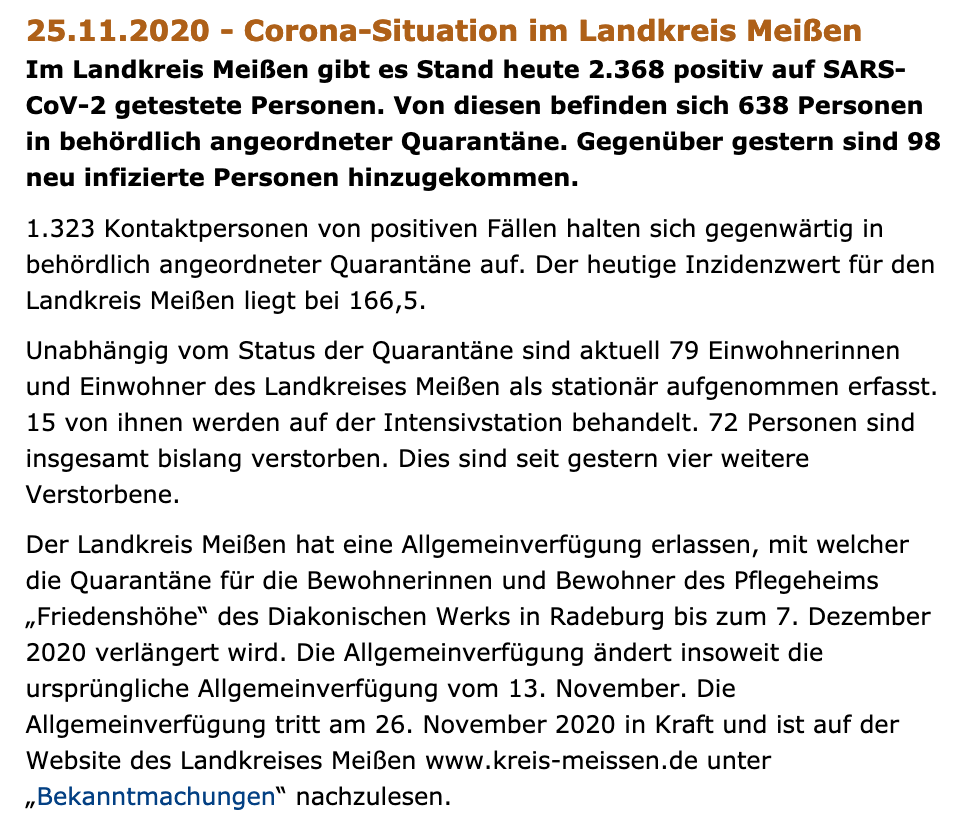 25.11.2020 - Corona-Situation im Landkreis Meißen
Im Landkreis Meißen gibt es Stand heute 2.368 positiv auf SARS-
CoV-2 getestete Personen. Von diesen befinden sich 638 Personen
in behördlich angeordneter Quarantäne. Gegenüber gestern sind 98
neu infizierte Personen hinzugekommen.
1.323 Kontaktpersonen von positiven Fällen halten sich gegenwärtig in
behördlich angeordneter Quarantäne auf. Der heutige Inzidenzwert für den
Landkreis Meißen liegt bei 166,5.
Unabhängig vom Status der Quarantäne sind aktuell 79 Einwohnerinnen
und Einwohner des Landkreises Meißen als stationär aufgenommen erfasst.
15 von ihnen werden auf der Intensivstation behandelt. 72 Personen sind
insgesamt bislang verstorben. Dies sind seit gestern vier weitere
Verstorbene.
Der Landkreis Meißen hat eine Allgemeinverfügung erlassen, mit welcher
die Quarantäne für die Bewohnerinnen und Bewohner des Pflegeheims
„Friedenshöhe“ des Diakonischen Werks in Radeburg bis zum 7. Dezember
2020 verlängert wird. Die Allgemeinverfügung ändert insoweit die
ursprüngliche Allgemeinverfügung vom 13. November. Die
Allgemeinverfügung tritt am 26. November 2020 in Kraft und ist auf der
Website des Landkreises Meißen www.kreis-meissen.de unter
„Bekanntmachungen“ nachzulesen.